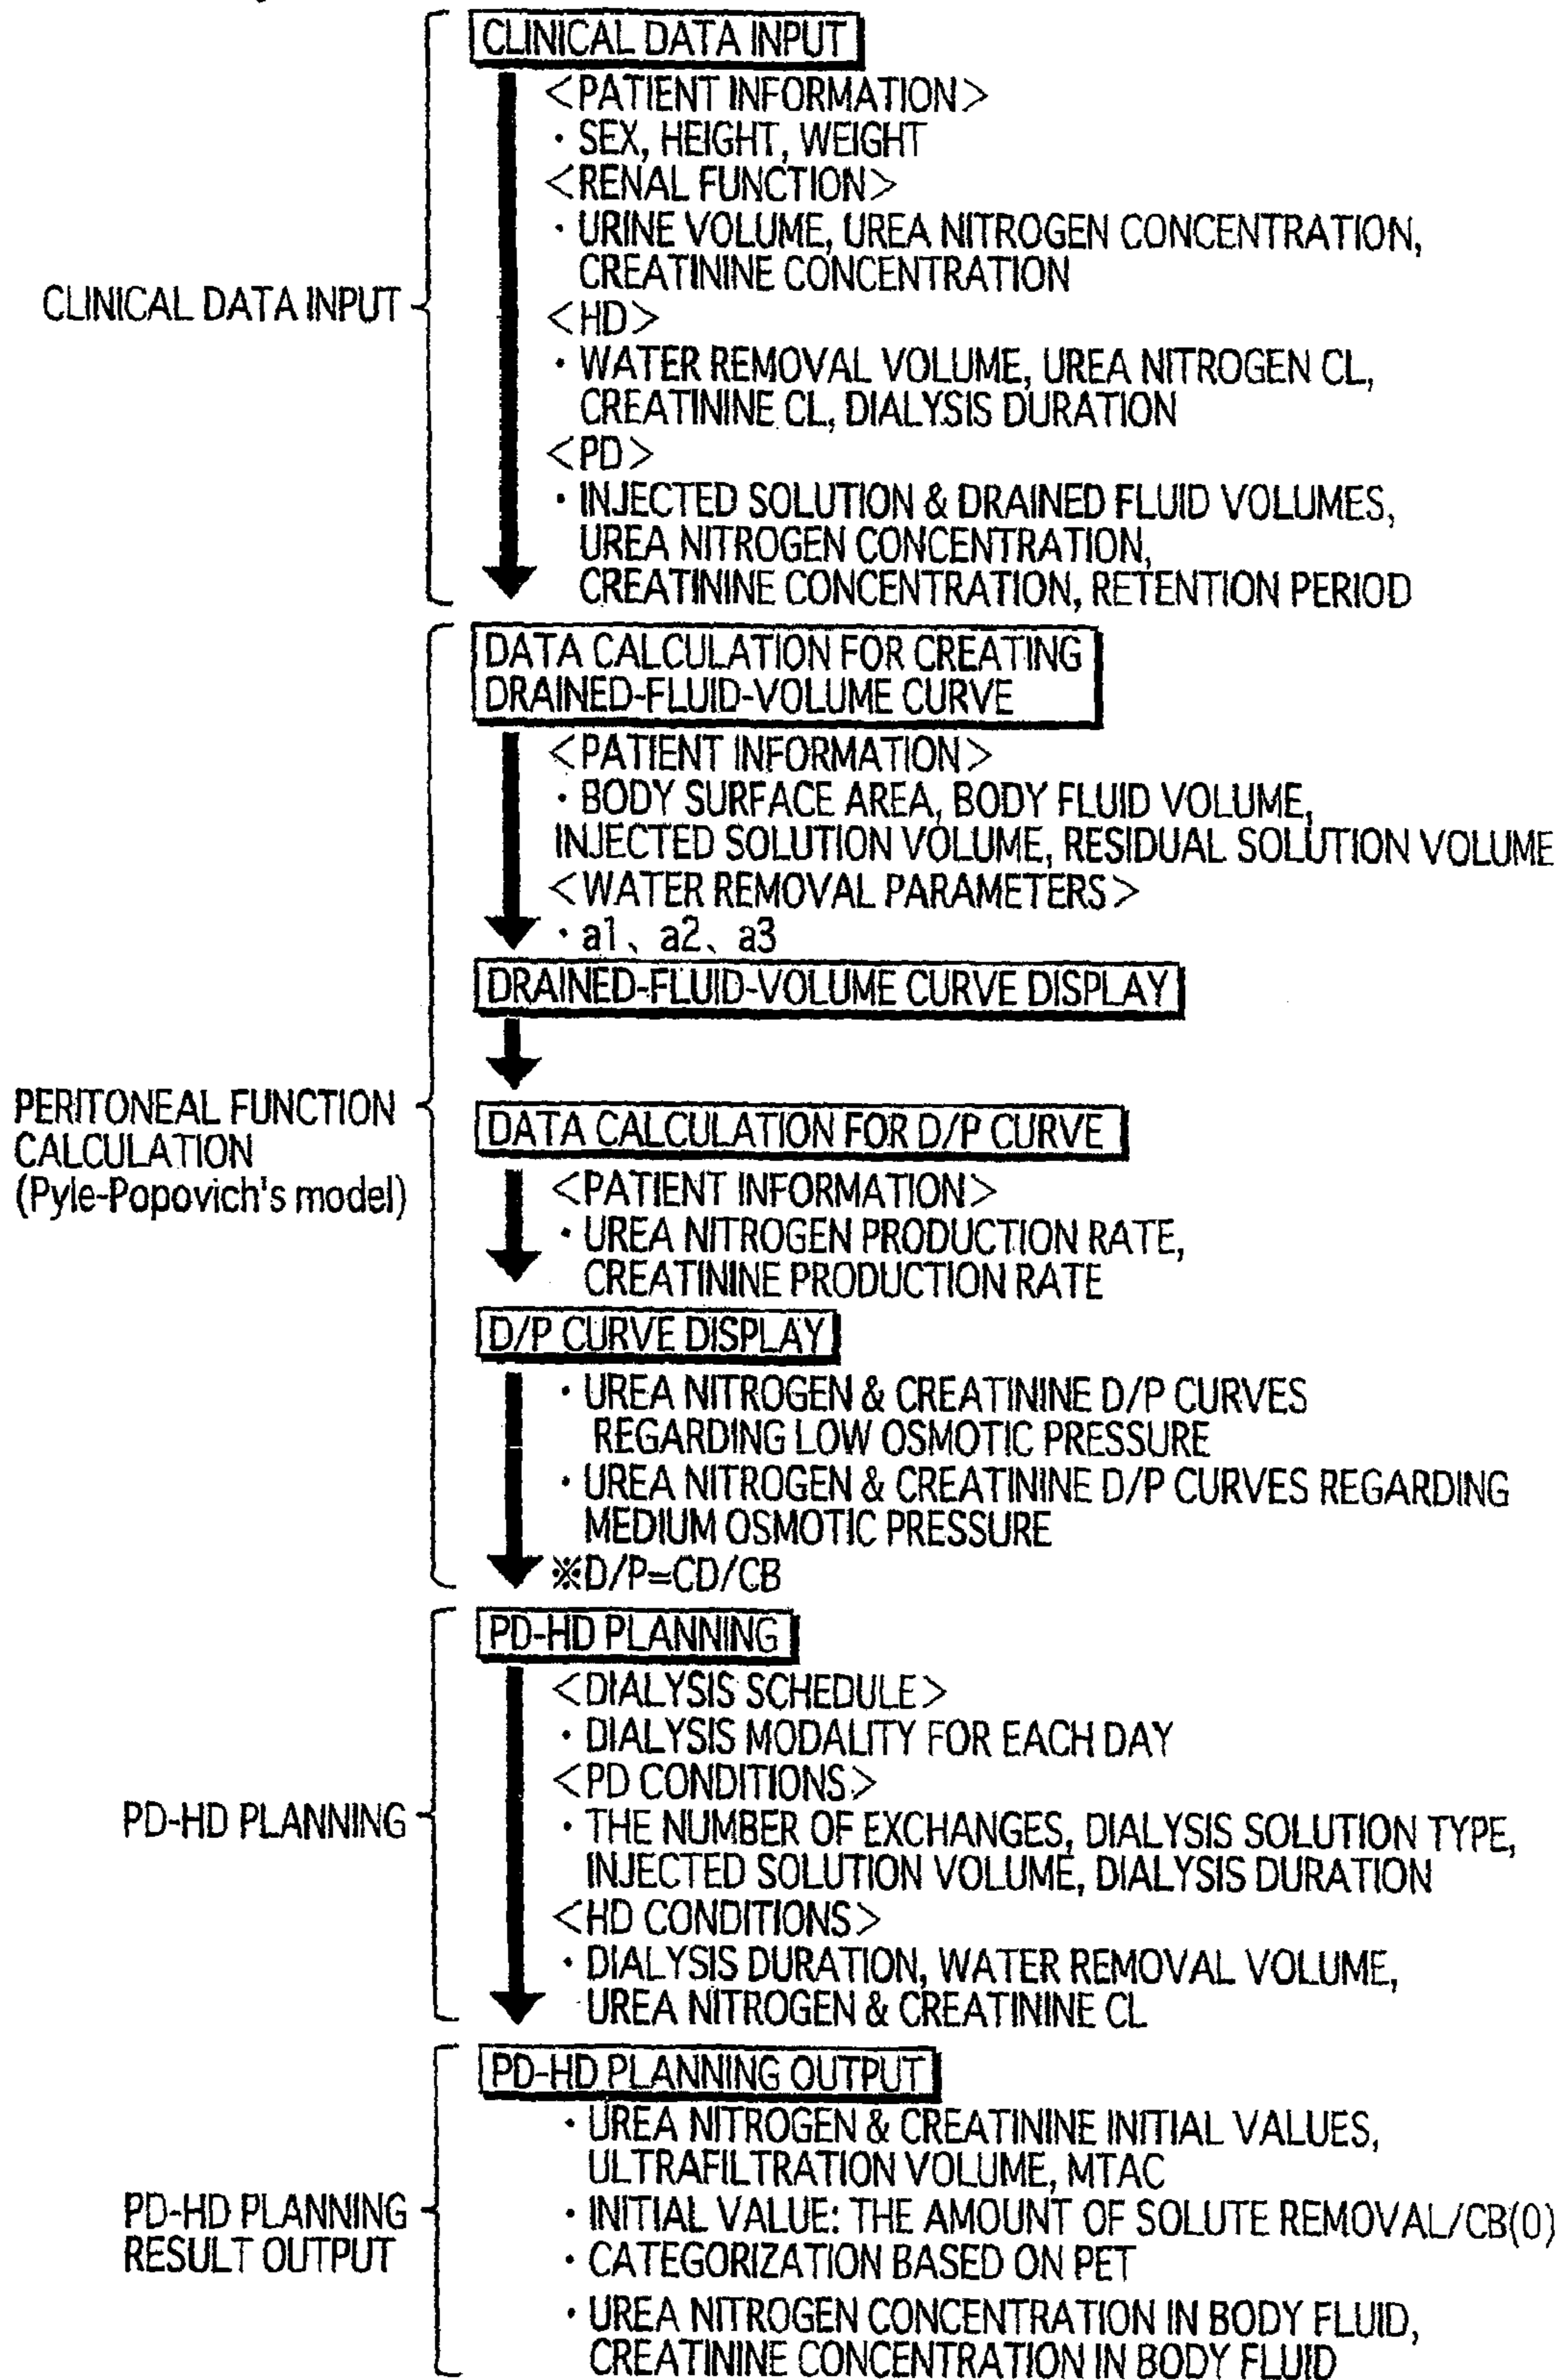 CLINICAL DATA INPUT
<PATIENT INFORMATION>
・SEX, HEIGHT, WEIGHT
<RENAL FUNCTION>
・URINE VOLUME, UREA NITROGEN CONCENTRATION,
CREATININE CONCENTRATION
CLINICAL DATA INPUT
<HD>
・WATER REMOVAL VOLUME, UREA NITROGEN CL,
CREATININE CL, DIALYSIS DURATION
<PD>
・INJECTED SOLUTION & DRAINED FLUID VOLUMES,
UREA NITROGEN CONCENTRATION,
CREATININE CONCENTRATION, RETENTION PERIOD
DATA CALCULATION FOR CREATING
DRAINED-FLUID-VOLUME CURVE
<PATIENT INFORMATION>
・BODY SURFACE AREA, BODY FLUID VOLUME,
INJECTED SOLUTION VOLUME, RESIDUAL SOLUTION VOLUME
<WATER REMOVAL PARAMETERS>
・a1、a2、a3
DRAINED-FLUID-VOLUME CURVE DISPLAY
PERITONEAL FUNCTION
CALCULATION
(Pyle-Popovich's model)
DATA CALCULATION FOR D/P CURVE
<PATIENT INFORMATION>
・UREA NITROGEN PRODUCTION RATE,
CREATININE PRODUCTION RATE
D/P CURVE DISPLAY
・UREA NITROGEN & CREATININE D/P CURVES
REGARDING LOW OSMOTIC PRESSURE
・UREA NITROGEN & CREATININE D/P CURVES REGARDING
MEDIUM OSMOTIC PRESSURE
※D/P=CD/CB
PD-HD PLANNING
<DIALYSIS SCHEDULE>
・DIALYSIS MODALITY FOR EACH DAY
<PD CONDITIONS>
PD-HD PLANNING
・THE NUMBER OF EXCHANGES, DIALYSIS SOLUTION TYPE,
INJECTED SOLUTION VOLUME, DIALYSIS DURATION
<HD CONDITIONS>
・DIALYSIS DURATION, WATER REMOVAL VOLUME,
UREA NITROGEN & CREATININE CL
PD-HD PLANNING OUTPUT
・UREA NITROGEN & CREATININE INITIAL VALUES,
ULTRAFILTRATION VOLUME, MTAC
PD-HD PLANNING
RESULT OUTPUT
・INITIAL VALUE: THE AMOUNT OF SOLUTE REMOVAL/CB(0)
・CATEGORIZATION BASED ON PET
・UREA NITROGEN CONCENTRATION IN BODY FLUID,
CREATININE CONCENTRATION IN BODY FLUID